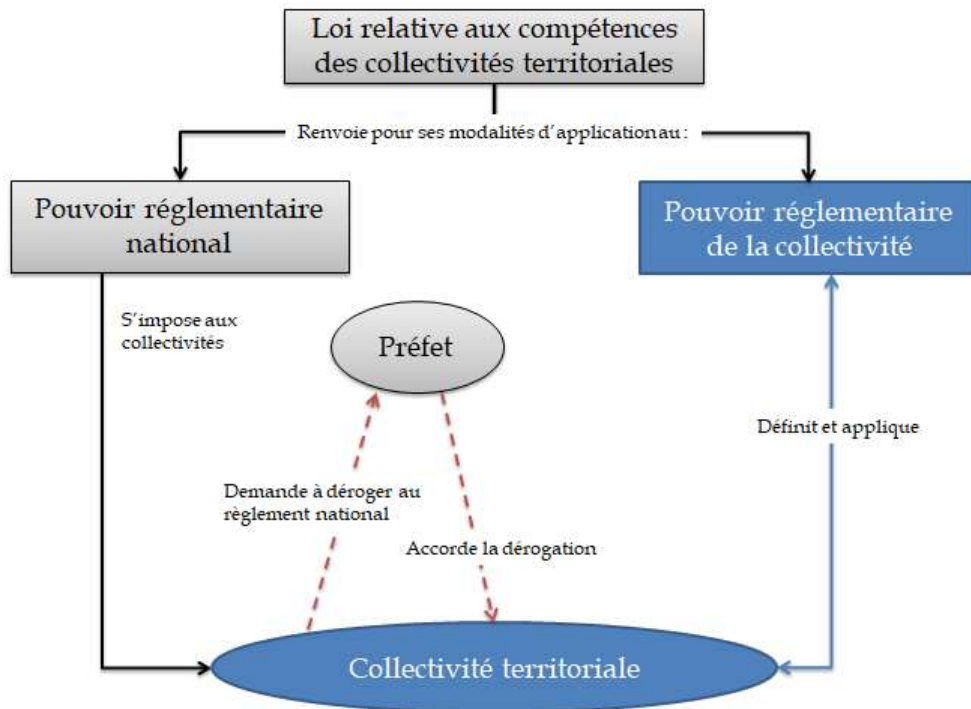 Loi relative aux compétences
des collectivités territoriales
Renvoie pour ses modalités d'application au :
Pouvoir réglementaire
national
Pouvoir réglementaire
de la collectivité
S'impose aux
collectivités
Préfet
Définit et applique
Demande à déroger au
règlement national
Accorde la dérogation
Collectivité territoriale